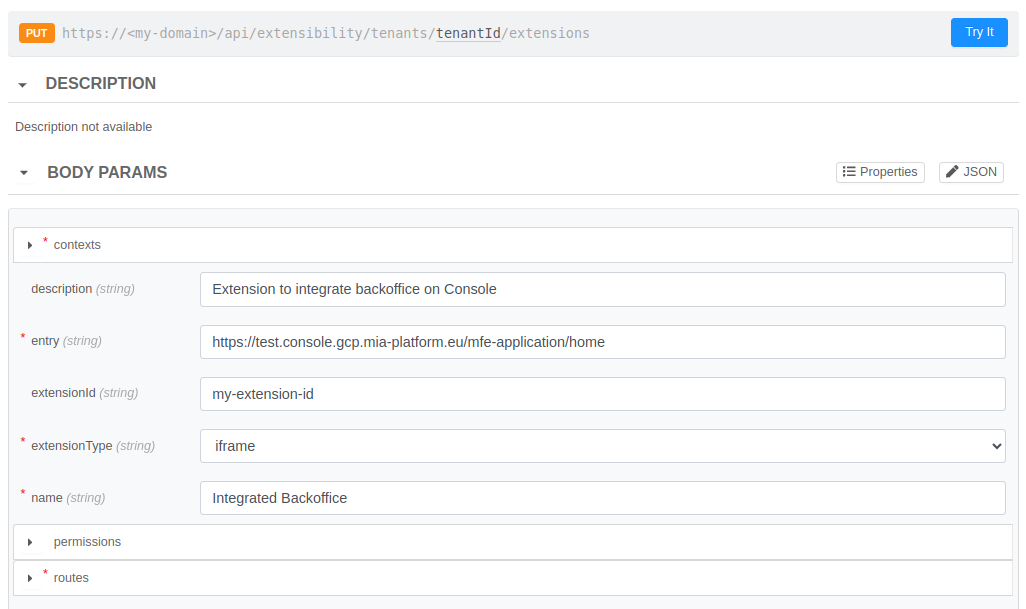 PUT https://<my-domain>/api/extensibility/tenants/tenantId/extensions Try It
DESCRIPTION
Description not available
BODY PARAMS Properties JSON
* contexts
description (string) Extension to integrate backoffice on Console
* entry (string) https://test.console.gcp.mia-platform.eu/mfe-application/home
extensionId (string) my-extension-id
* extensionType (string) iframe
* name (string) Integrated Backoffice
permissions
* routes